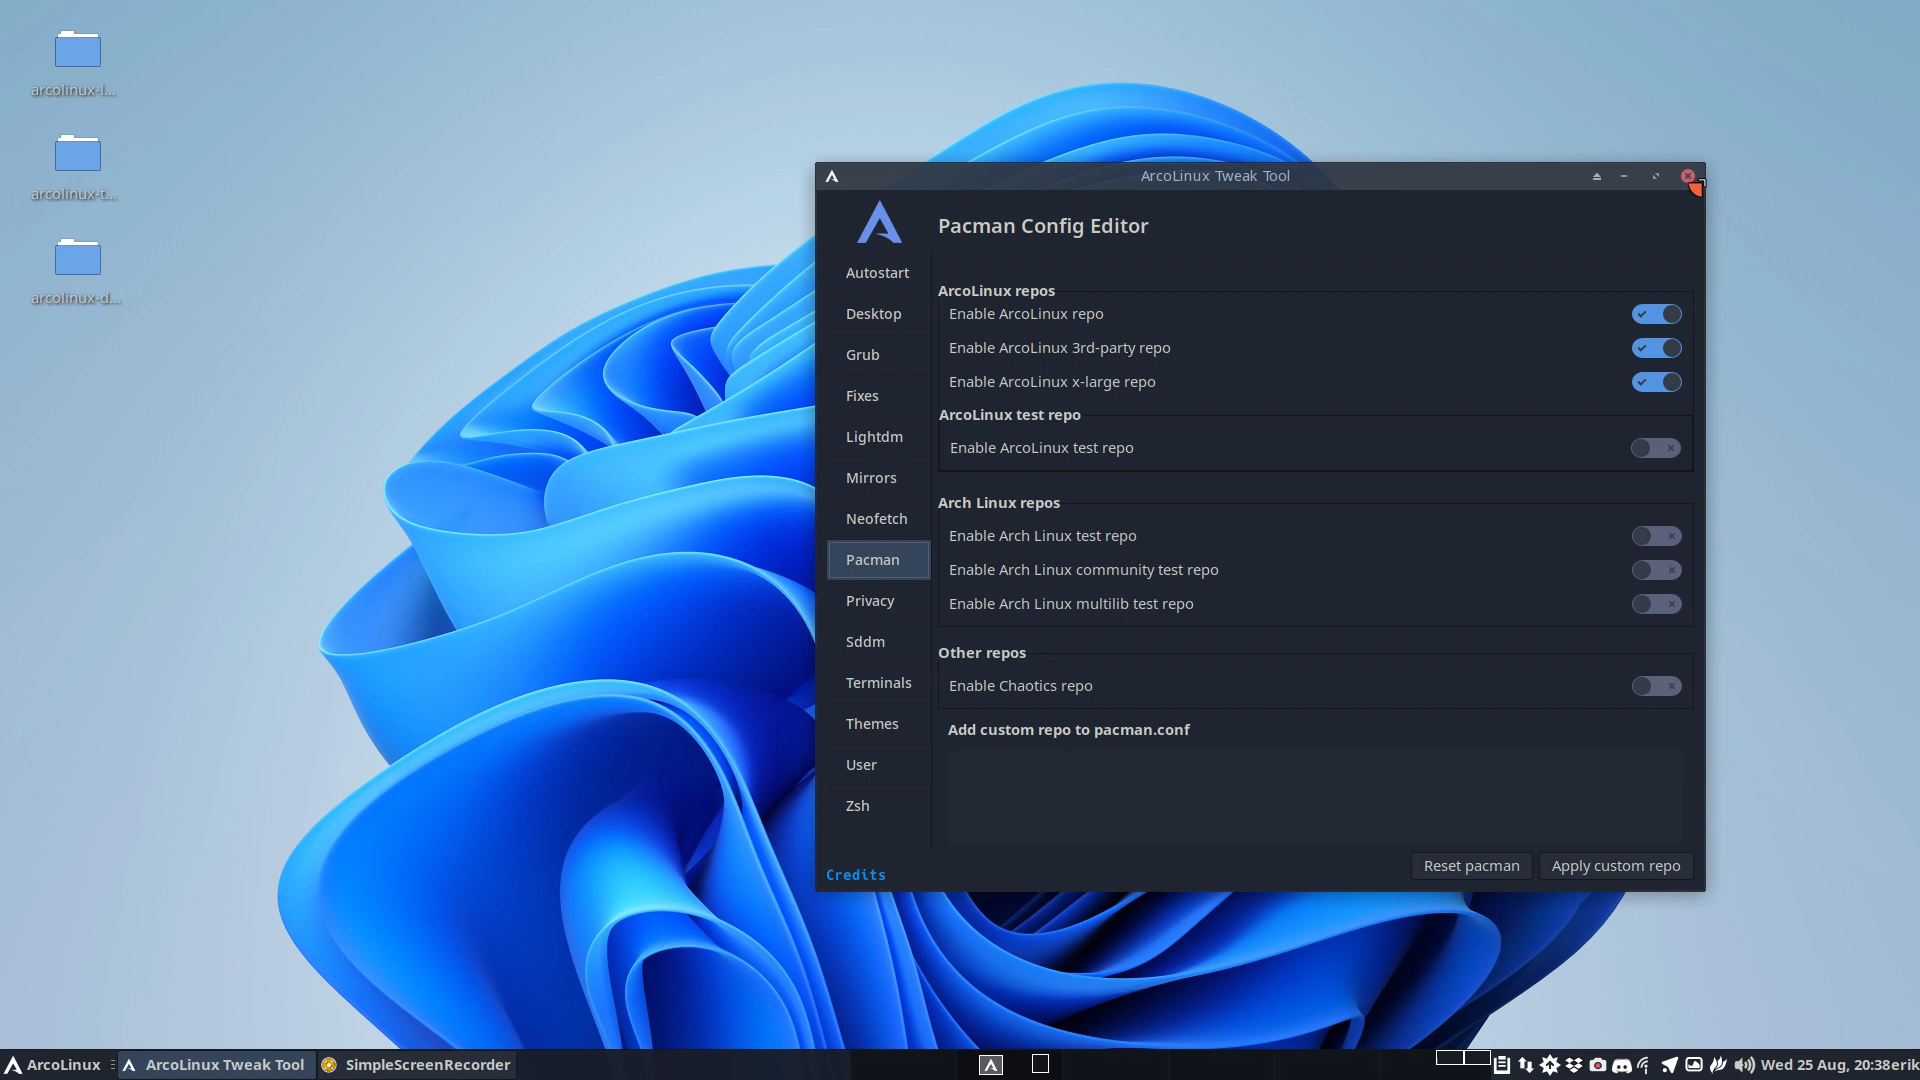 arcolinux-l...
arcolinux-t...
arcolinux-d...
ArcoLinux Tweak Tool
Pacman Config Editor
Autostart
Desktop
Grub
Fixes
Lightdm
Mirrors
Neofetch
Pacman
Privacy
Sddm
Terminals
Themes
User
Zsh
Credits
ArcoLinux repos
Enable ArcoLinux repo
Enable ArcoLinux 3rd-party repo
Enable ArcoLinux x-large repo
ArcoLinux test repo
Enable ArcoLinux test repo
Arch Linux repos
Enable Arch Linux test repo
Enable Arch Linux community test repo
Enable Arch Linux multilib test repo
Other repos
Enable Chaotics repo
Add custom repo to pacman.conf
Reset pacman
Apply custom repo
ArcoLinux
ArcoLinux Tweak Tool
SimpleScreenRecorder
Wed 25 Aug, 20:38
erik